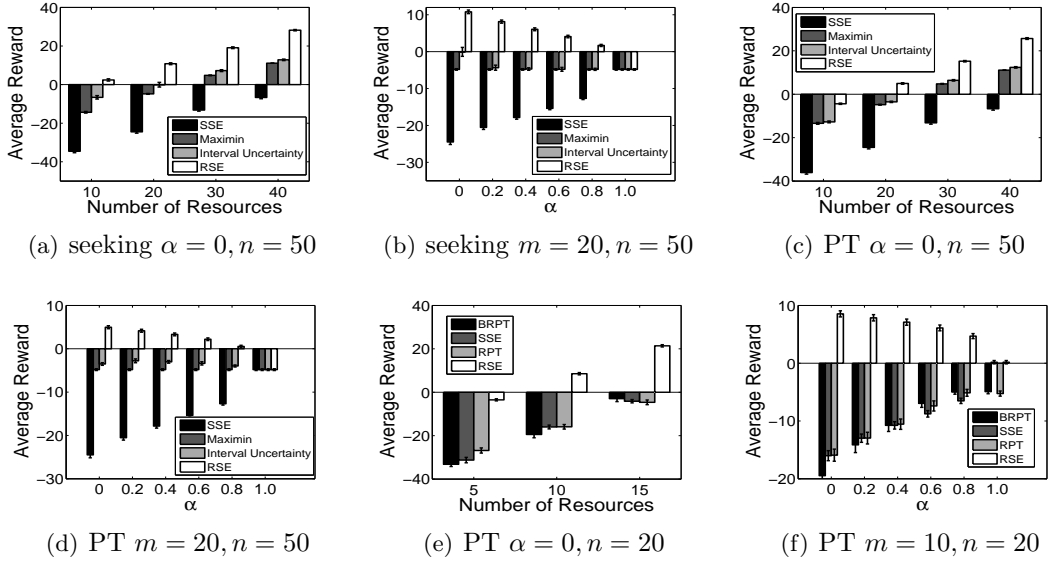 Average Reward
40
20
0
−20
−40
10
20
30
40
Number of Resources
SSE
Maximin
Interval Uncertainty
RSE
(a) seeking α = 0, n = 50
Average Reward
10
0
−10
−20
−30
0
0.2
0.4
0.6
0.8
1.0
α
SSE
Maximin
Interval Uncertainty
RSE
(b) seeking m = 20, n = 50
Average Reward
40
20
0
−20
−40
10
20
30
40
Number of Resources
SSE
Maximin
Interval Uncertainty
RSE
(c) PT α = 0, n = 50
Average Reward
10
0
−10
−20
−30
0
0.2
0.4
0.6
0.8
1.0
α
SSE
Maximin
Interval Uncertainty
RSE
(d) PT m = 20, n = 50
Average Reward
40
20
0
−20
−40
5
10
15
Number of Resources
BRPT
SSE
RPT
RSE
(e) PT α = 0, n = 20
Average Reward
10
0
−10
−20
0
0.2
0.4
0.6
0.8
1.0
α
BRPT
SSE
RPT
RSE
(f) PT m = 10, n = 20